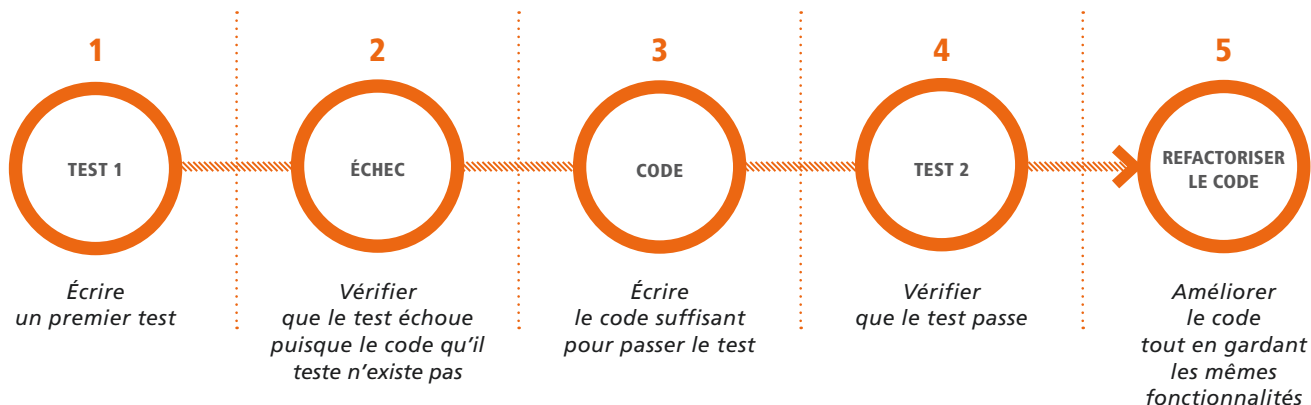 1
TEST 1
Écrire
un premier test
2
ÉCHEC
Vérifier
que le test échoue
puisque le code qu'il
teste n'existe pas
3
CODE
Écrire
le code suffisant
pour passer le test
4
TEST 2
Vérifier
que le test passe
5
REFACTORISER
LE CODE
Améliorer
le code
tout en gardant
les mêmes
fonctionnalités